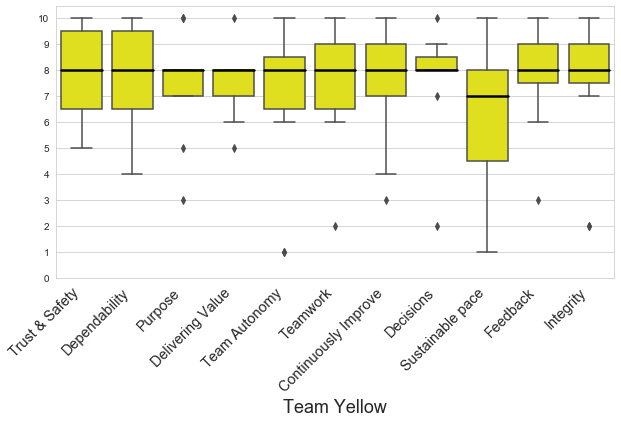 10
9
8
7
6
5
4
3
2
1
0
Trust & Safety
Dependability
Purpose
Delivering Value
Team Autonomy
Teamwork
Continuously Improve
Decisions
Sustainable pace
Feedback
Integrity
Team Yellow